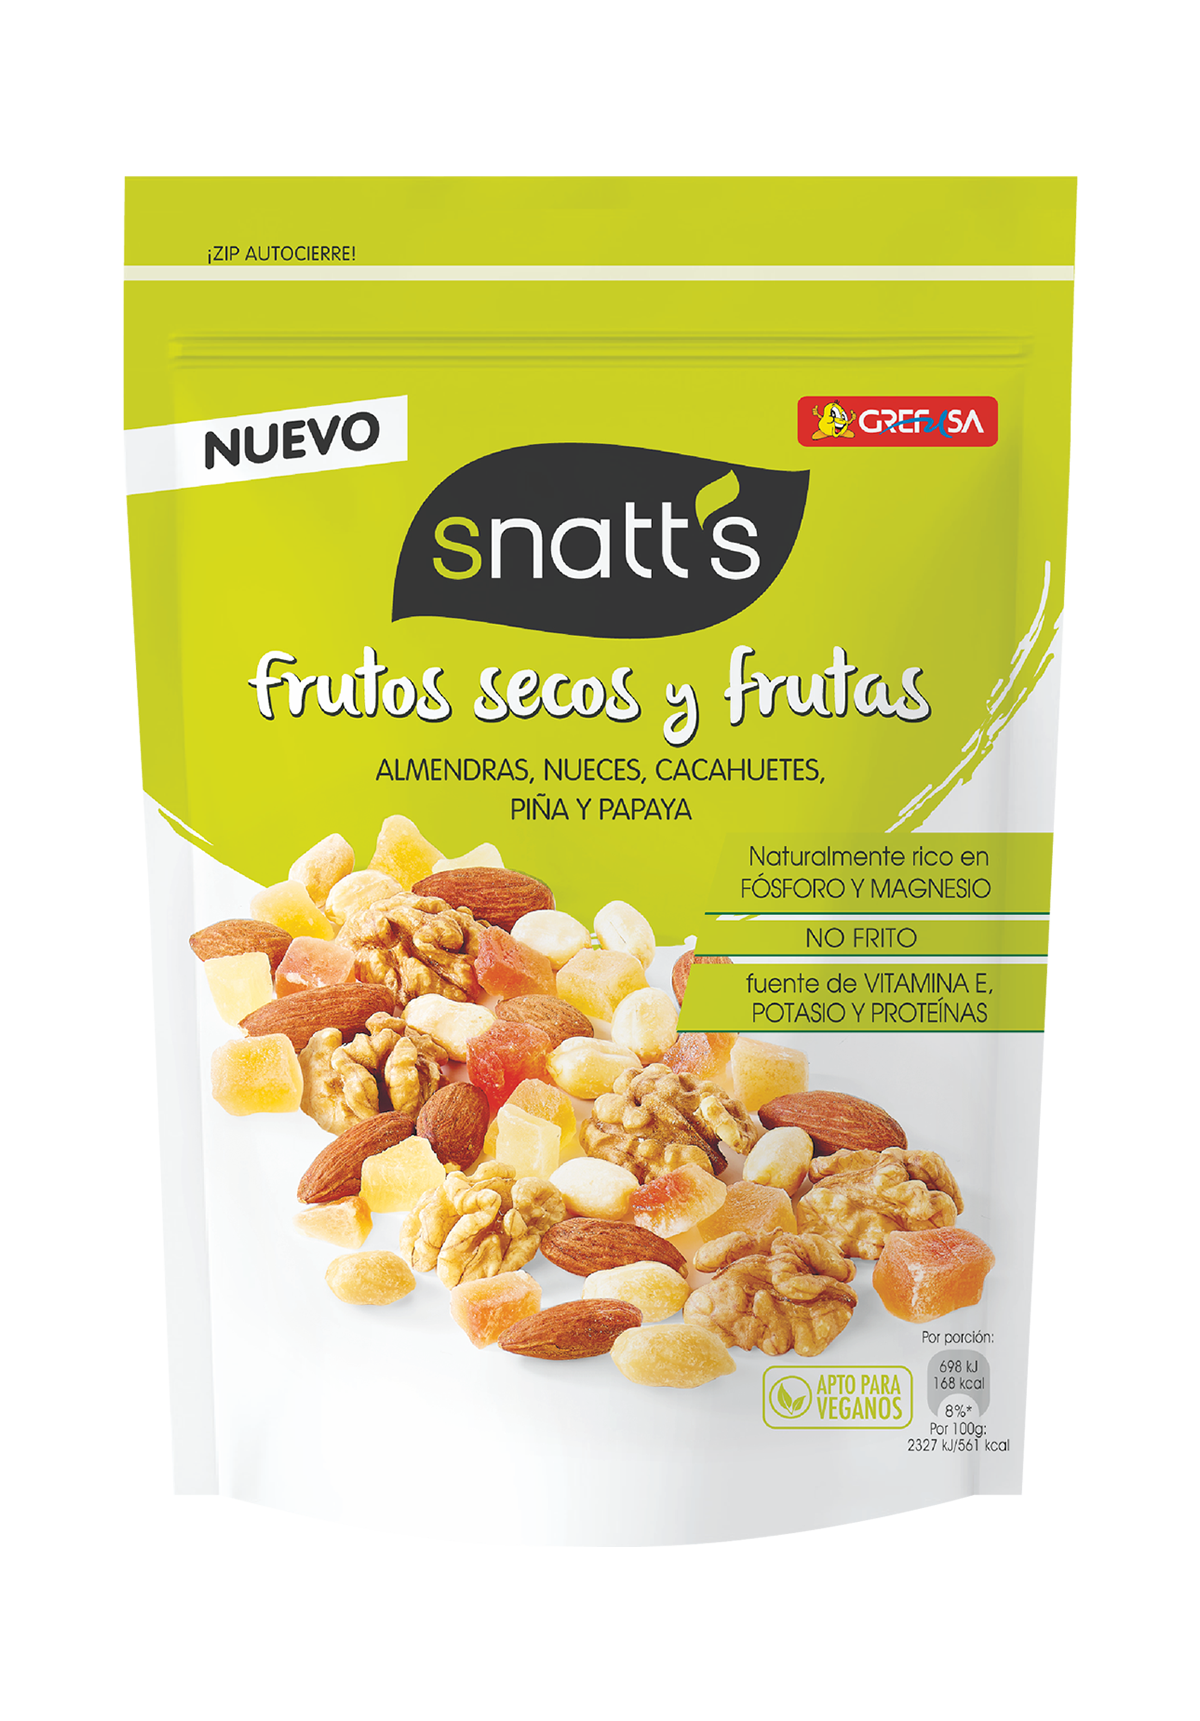 ¡ZIP AUTOCIERRE!
NUEVO
GREFUSA
snatt's
frutos secos y frutas
ALMENDRAS, NUECES, CACAHUETES,
PIÑA Y PAPAYA
Naturalmente rico en
FÓSFORO Y MAGNESIO
NO FRITO
fuente de VITAMINA E,
POTASIO Y PROTEÍNAS
APTO PARA
VEGANOS
Por porción:
698 kJ
168 kcal
8%*
Por 100g:
2327 kJ/561 kcal